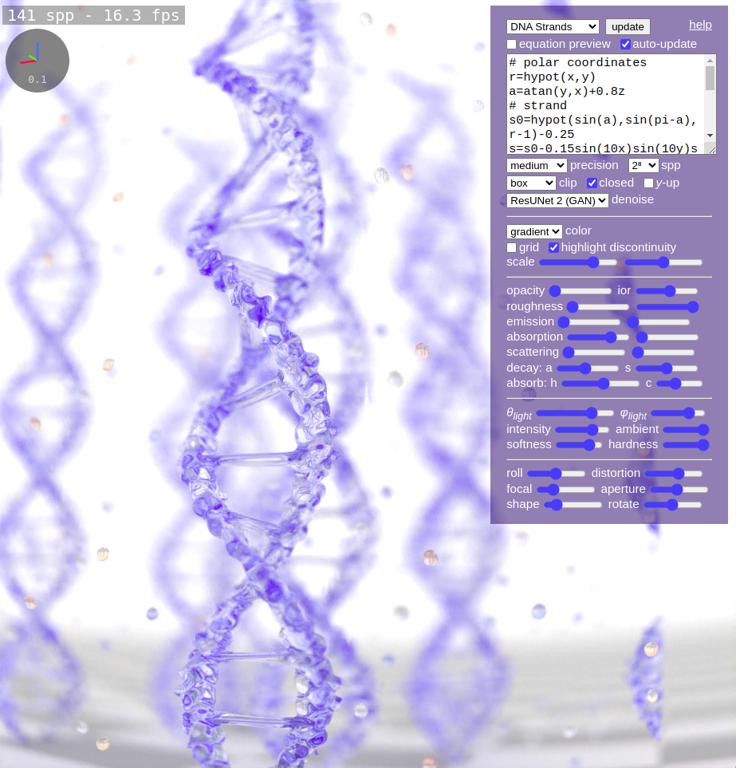 141 spp - 16.3 fps
0.1
DNA Strands update help
equation preview auto-update
# polar coordinates
r=hypot(x,y)
a=atan(y,x)+0.8z
# strand
s0=hypot(sin(a),sin(pi-a),
r-1)-0.25
s=s0-0.15sin(10x)sin(10y)s
medium precision 2⁸ spp
box clip closed y-up
ResUNet 2 (GAN) denoise
gradient color
grid highlight discontinuity
scale
opacity ior
roughness
emission
absorption
scattering
decay: a s
absorb: h c
θlight φlight
intensity ambient
softness hardness
roll distortion
focal aperture
shape rotate